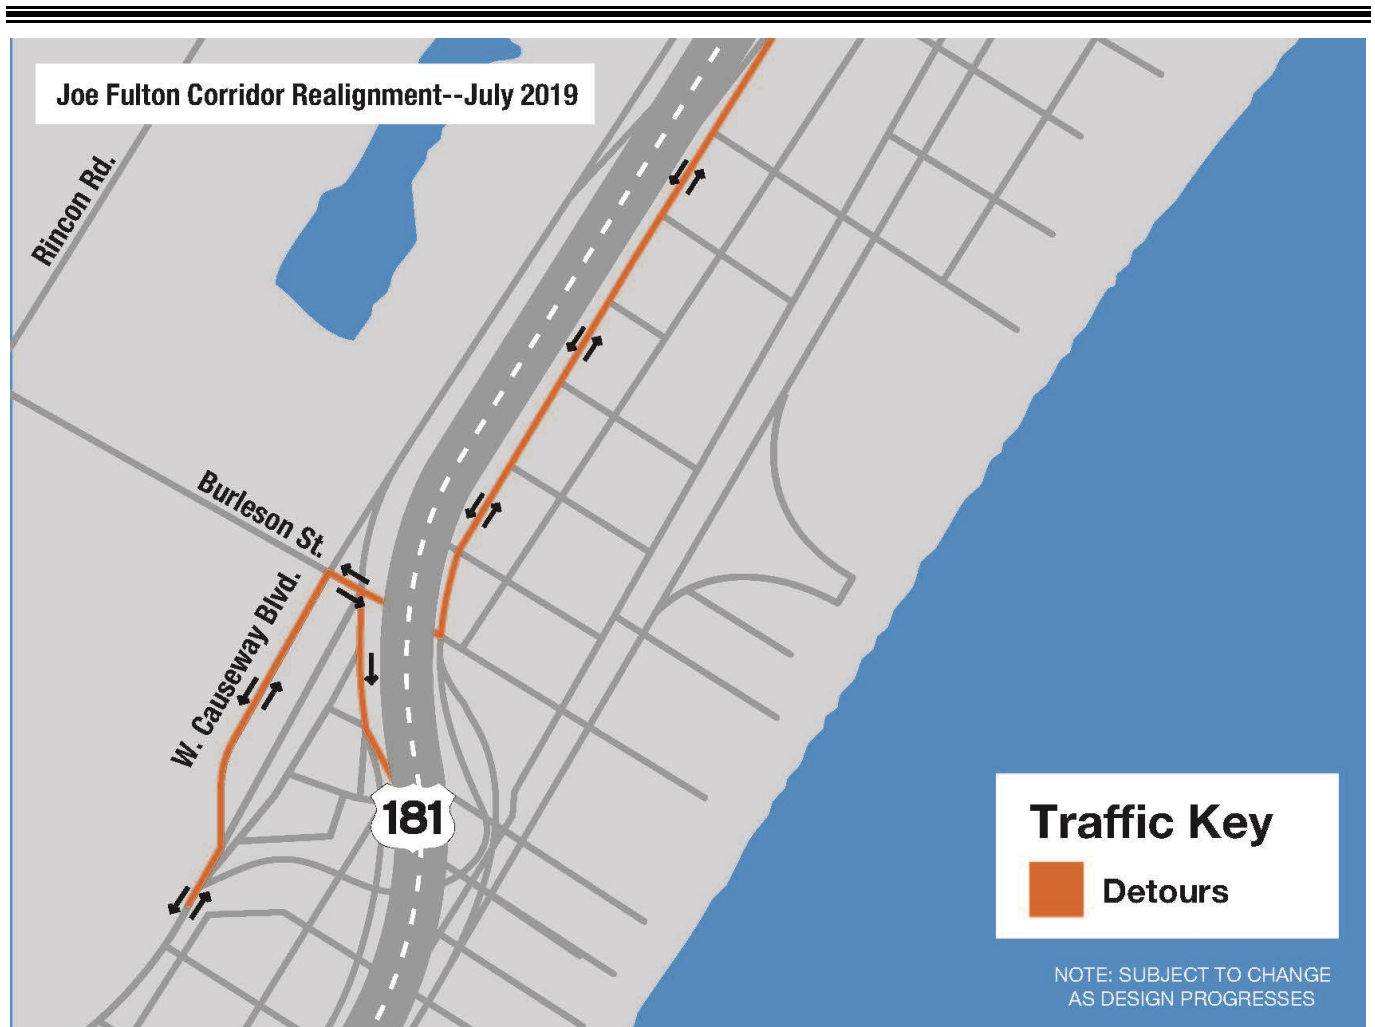 Joe Fulton Corridor Realignment--July 2019
Rincon Rd.
Burleson St.
W. Causeway Blvd.
181
Traffic Key
Detours
NOTE: SUBJECT TO CHANGE
AS DESIGN PROGRESSES